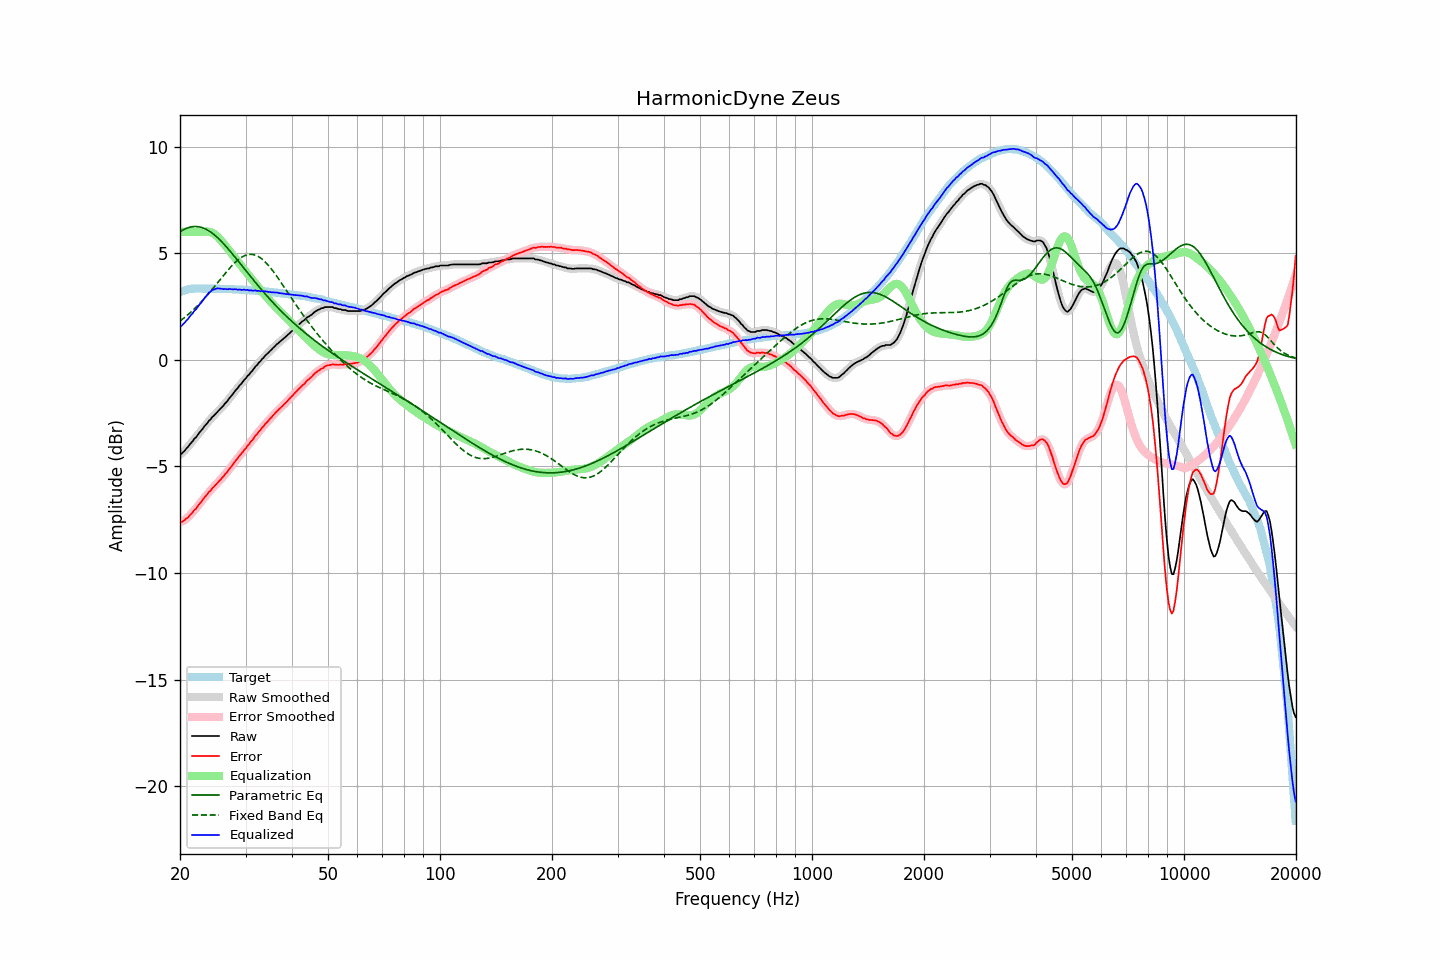 HarmonicDyne Zeus
10
5
0
−5
−10
−15
−20
Amplitude (dBr)
Target
Raw Smoothed
Error Smoothed
Raw
Error
Equalization
Parametric Eq
Fixed Band Eq
Equalized
20 50 100 200 500 1000 2000 5000 10000 20000
Frequency (Hz)